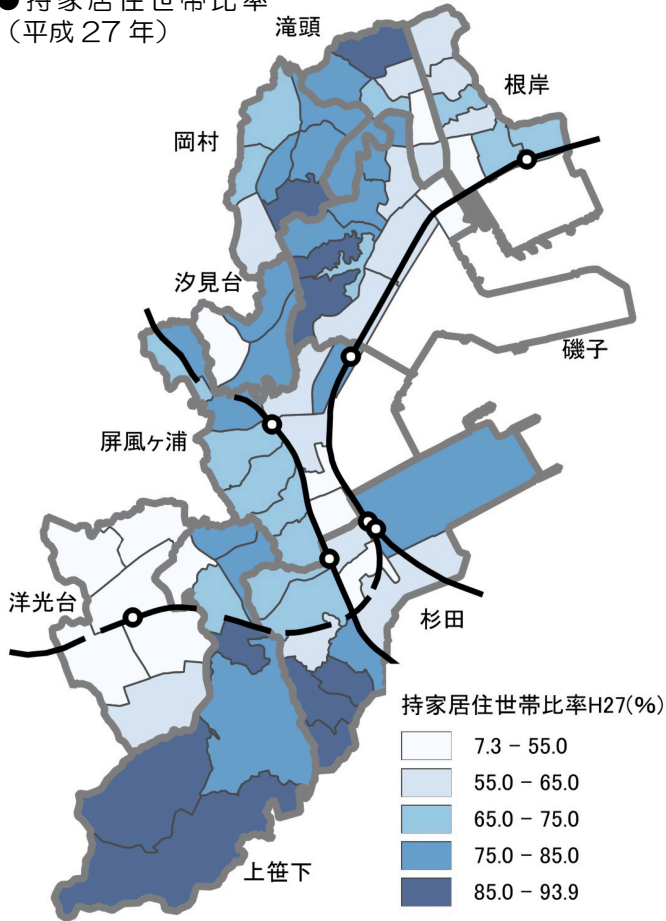 ●持家居住世帯比率
（平成27年）
滝頭
根岸
岡村
汐見台
磯子
屏風ヶ浦
洋光台
杉田
上笹下
持家居住世帯比率H27(%)
7.3 − 55.0
55.0 − 65.0
65.0 − 75.0
75.0 − 85.0
85.0 − 93.9